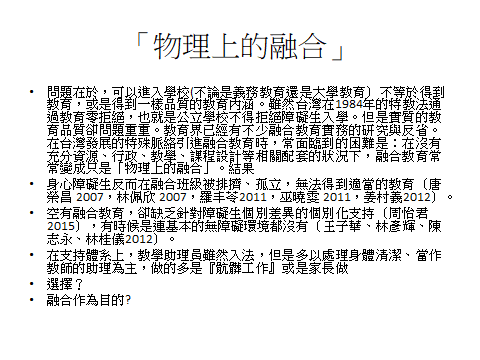 「物理上的融合」
• 問題在於，可以進入學校(不論是義務教育還是大學教育）不等於得到
教育，或是得到一樣品質的教育內涵。雖然台灣在1984年的特教法通
過教育零拒絕，也就是公立學校不得拒絕障礙生入學。但是實質的教
育品質卻問題重重。教育界已經有不少融合教育實務的研究與反省。
在台灣發展的特殊脈絡引進融合教育時，常面臨到的困難是：在沒有
充分資源、行政、教學、課程設計等相關配套的狀況下，融合教育常
常變成只是「物理上的融合」。結果
• 身心障礙生反而在融合班級被排擠、孤立，無法得到適當的教育〔唐
榮昌 2007，林佩欣 2007，羅丰苓2011，巫曉雯 2011，姜村義2012〕。
• 空有融合教育，卻缺乏針對障礙生個別差異的個別化支持〔周怡君
2015〕，有時候是連基本的無障礙環境都沒有〔王子華、林彥輝、陳
志永、林桂儀2012〕。
• 在支持體系上，教學助理員雖然入法，但是多以處理身體清潔、當作
教師的助理為主，做的多是『骯髒工作』或是家長做
• 選擇？
• 融合作為目的?